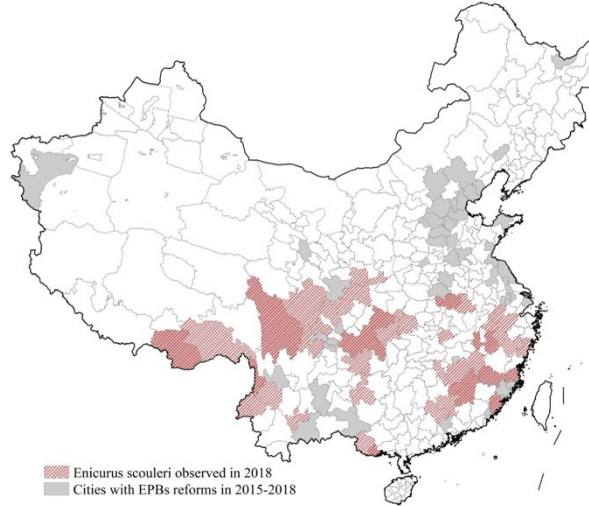 Enicurus scouleri observed in 2018
Cities with EPBs reforms in 2015-2018